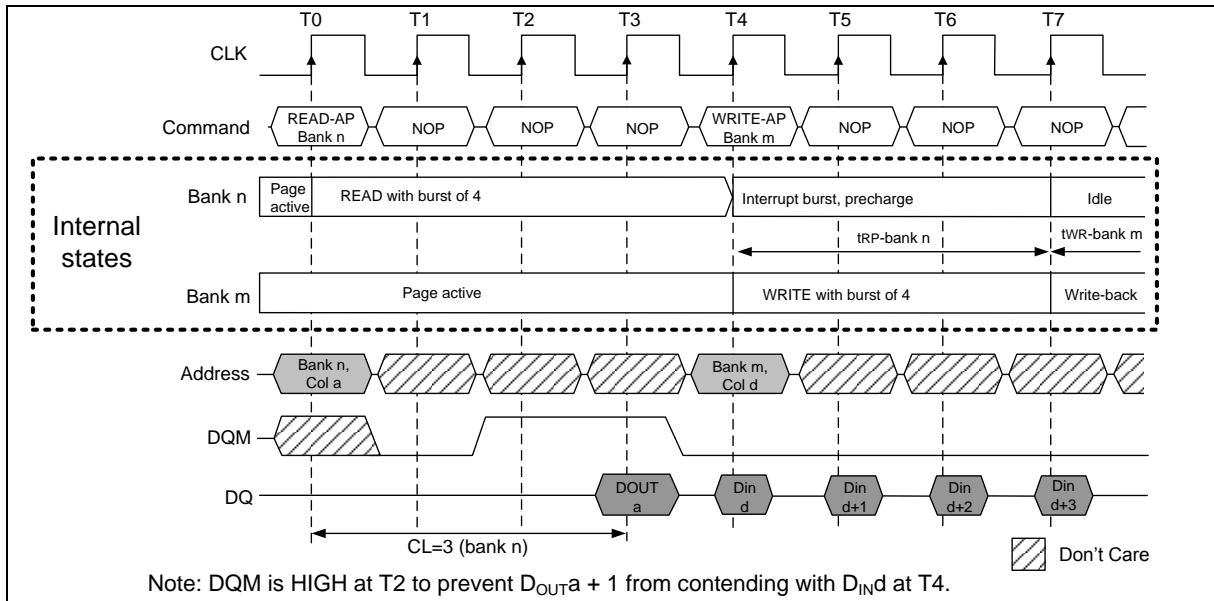 T0 T1 T2 T3 T4 T5 T6 T7
CLK
Command
READ-AP
Bank n
NOP
NOP
NOP
WRITE-AP
Bank m
NOP
NOP
NOP
Internal
states
Bank n
Page
active
READ with burst of 4
Interrupt burst, precharge
Idle
tRP-bank n
tWR-bank m
Bank m
Page active
WRITE with burst of 4
Write-back
Address
Bank n,
Col a
Bank m,
Col d
DQM
DQ
DOUT
a
Din
d
Din
d+1
Din
d+2
Din
d+3
CL=3 (bank n)
Don't Care
Note: DQM is HIGH at T2 to prevent DOUTa + 1 from contending with DINd at T4.